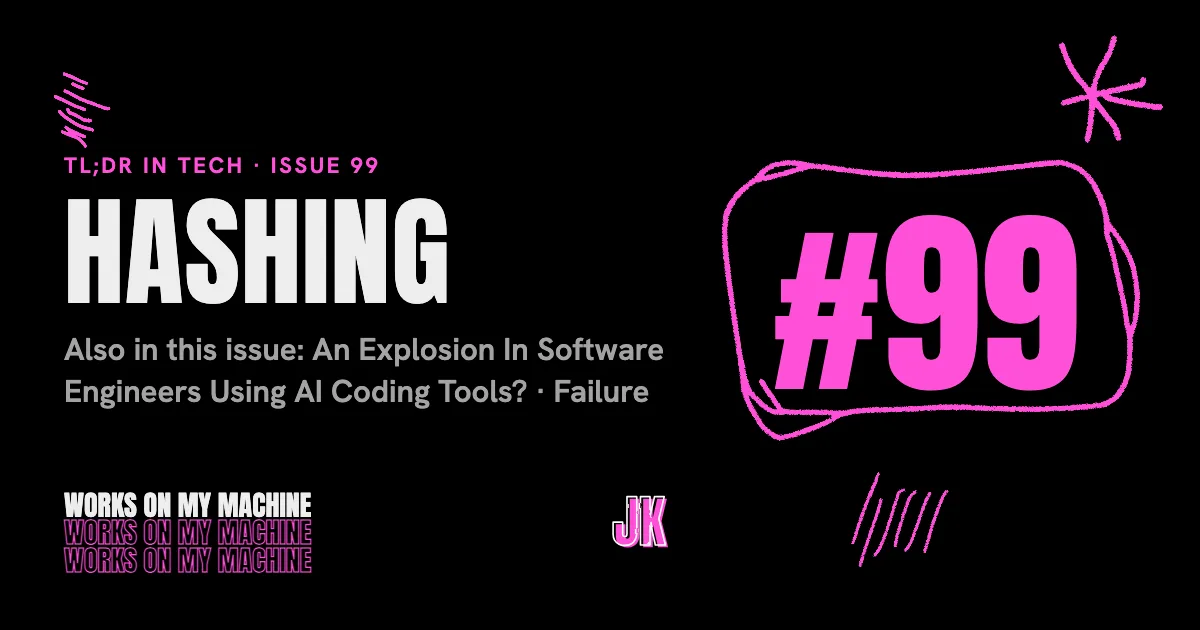 TL;DR IN TECH · ISSUE 99
HASHING
Also in this issue: An Explosion In Software
Engineers Using AI Coding Tools? · Failure
#99
WORKS ON MY MACHINE
WORKS ON MY MACHINE
WORKS ON MY MACHINE
JK